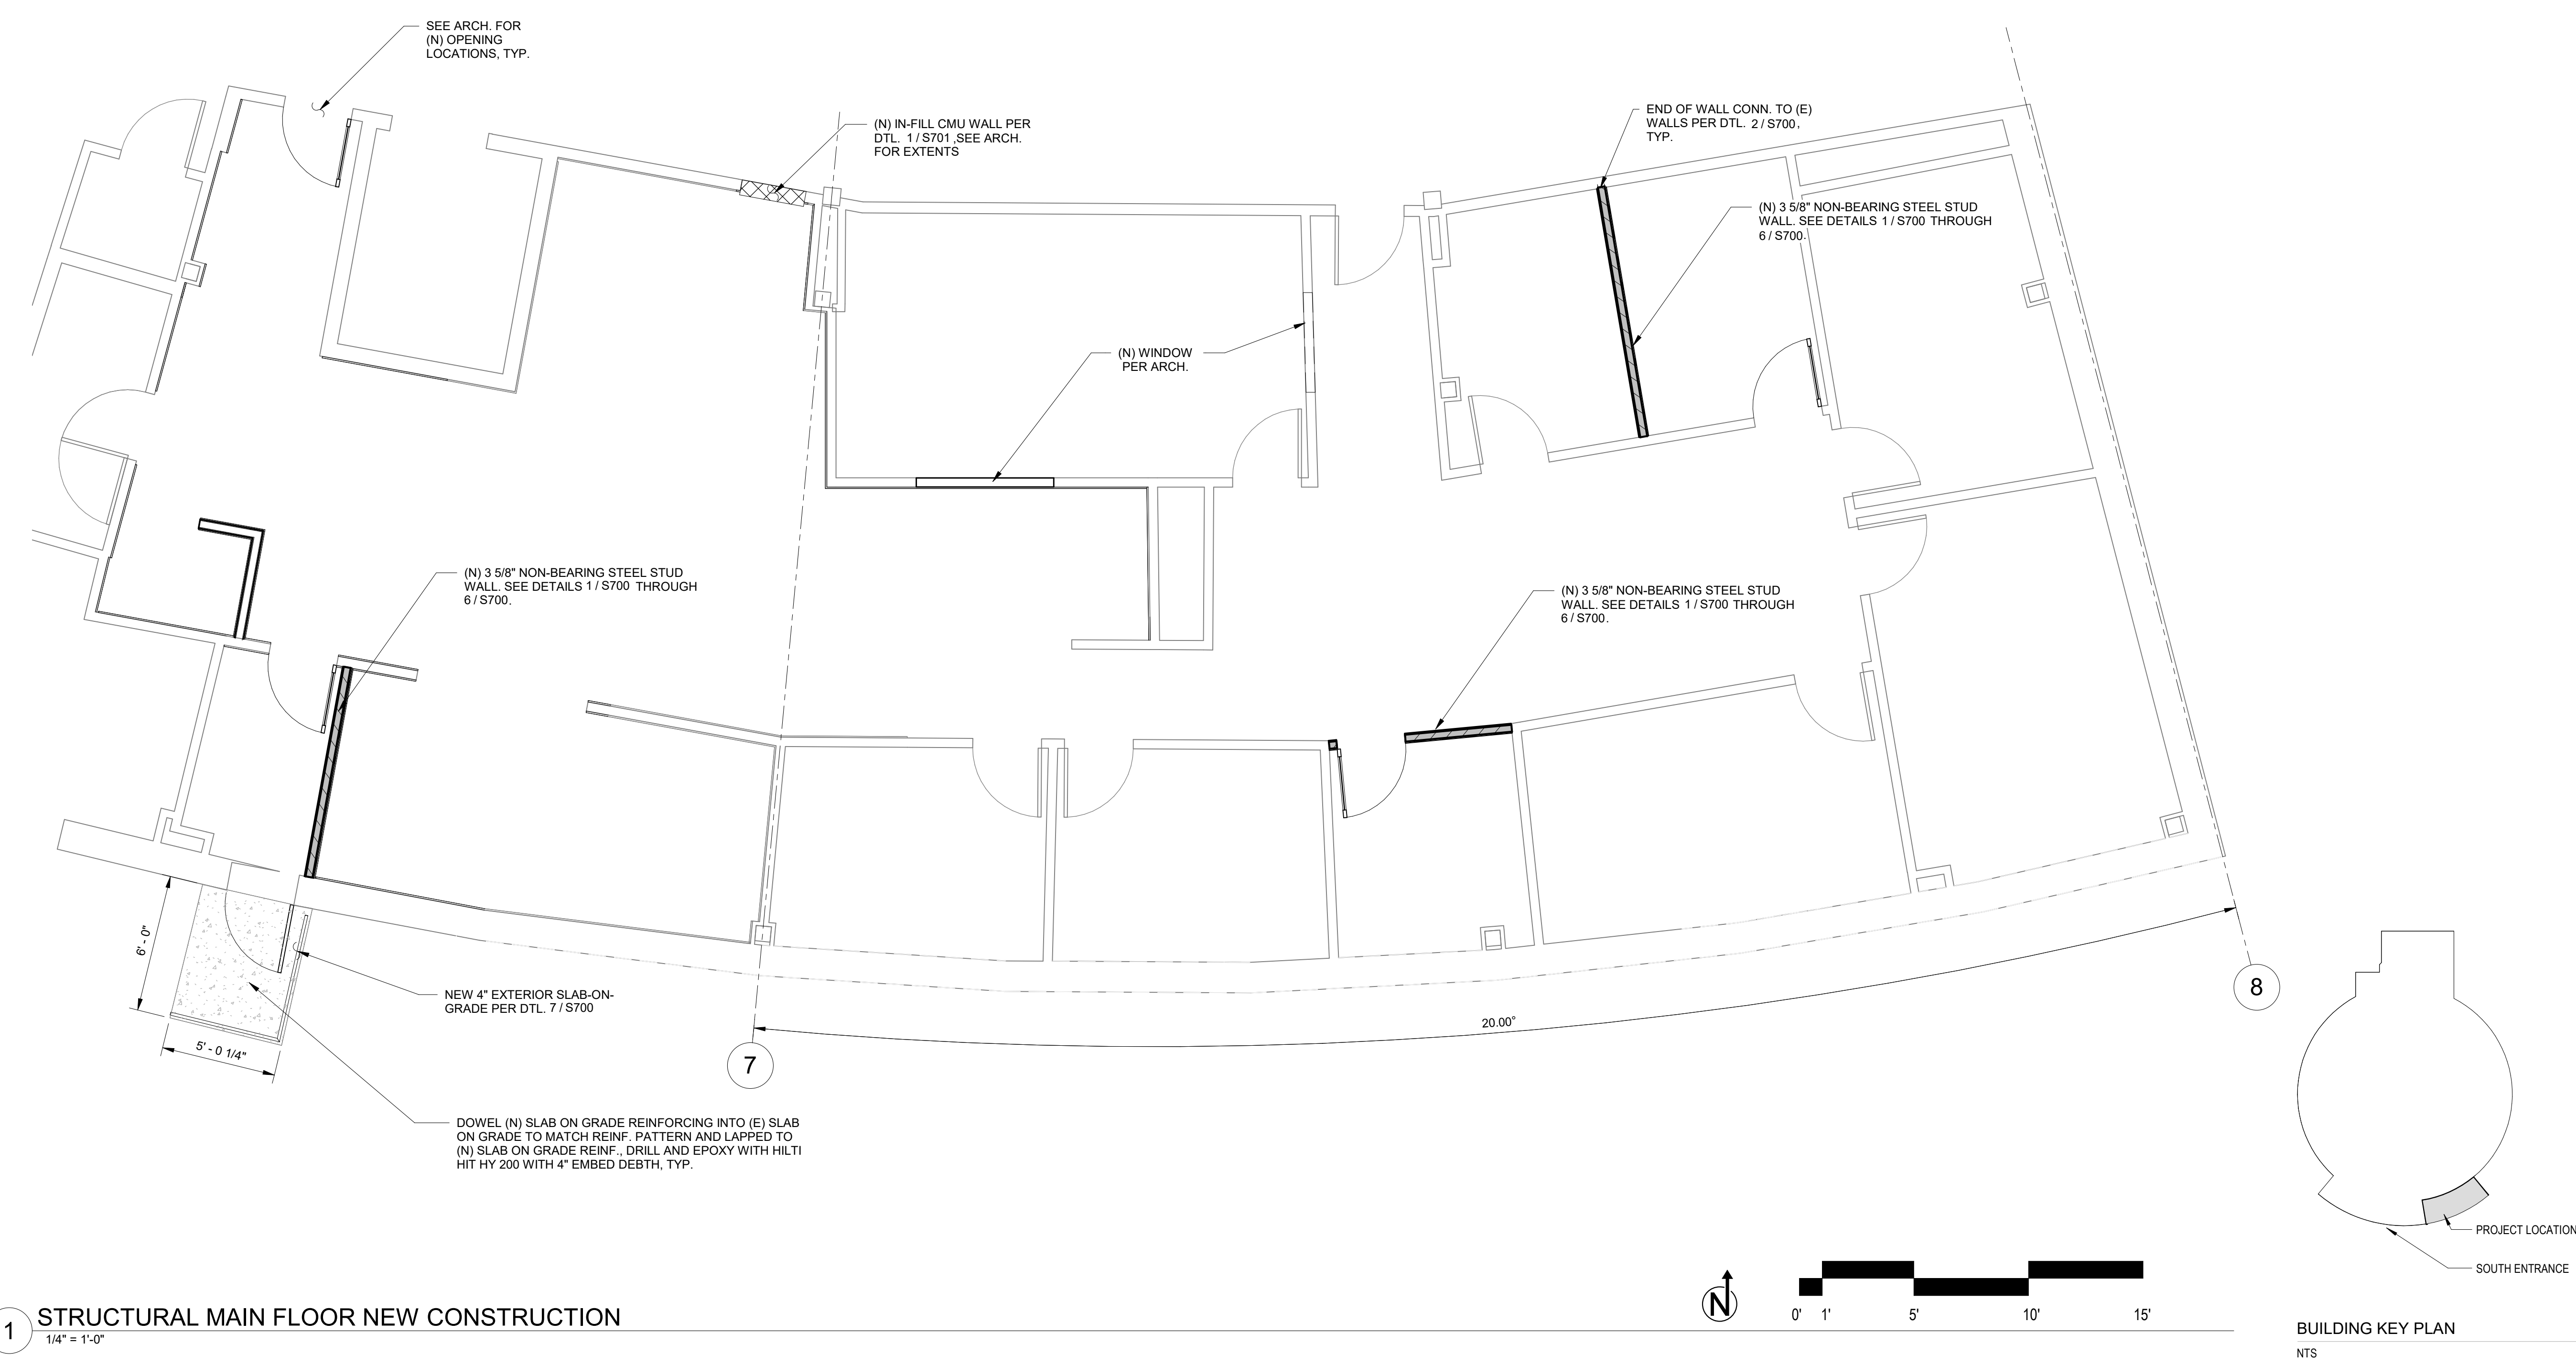 SEE ARCH. FOR
(N) OPENING
LOCATIONS, TYP.
(N) IN-FILL CMU WALL PER
DTL. 1 / S701 ,SEE ARCH.
FOR EXTENTS
END OF WALL CONN. TO (E)
WALLS PER DTL. 2 / S700,
TYP.
(N) 3 5/8" NON-BEARING STEEL STUD
WALL. SEE DETAILS 1 / S700 THROUGH
6 / S700.
(N) WINDOW
PER ARCH.
(N) 3 5/8" NON-BEARING STEEL STUD
WALL. SEE DETAILS 1 / S700 THROUGH
6 / S700.
(N) 3 5/8" NON-BEARING STEEL STUD
WALL. SEE DETAILS 1 / S700 THROUGH
6 / S700.
6' - 0"
5' - 0 1/4"
NEW 4" EXTERIOR SLAB-ON-
GRADE PER DTL. 7 / S700
20.00°
7
8
DOWEL (N) SLAB ON GRADE REINFORCING INTO (E) SLAB
ON GRADE TO MATCH REINF. PATTERN AND LAPPED TO
(N) SLAB ON GRADE REINF., DRILL AND EPOXY WITH HILTI
HIT HY 200 WITH 4" EMBED DEBTH, TYP.
PROJECT LOCATION
SOUTH ENTRANCE
N
0' 1' 5' 10' 15'
1 STRUCTURAL MAIN FLOOR NEW CONSTRUCTION
1/4" = 1'-0"
BUILDING KEY PLAN
NTS